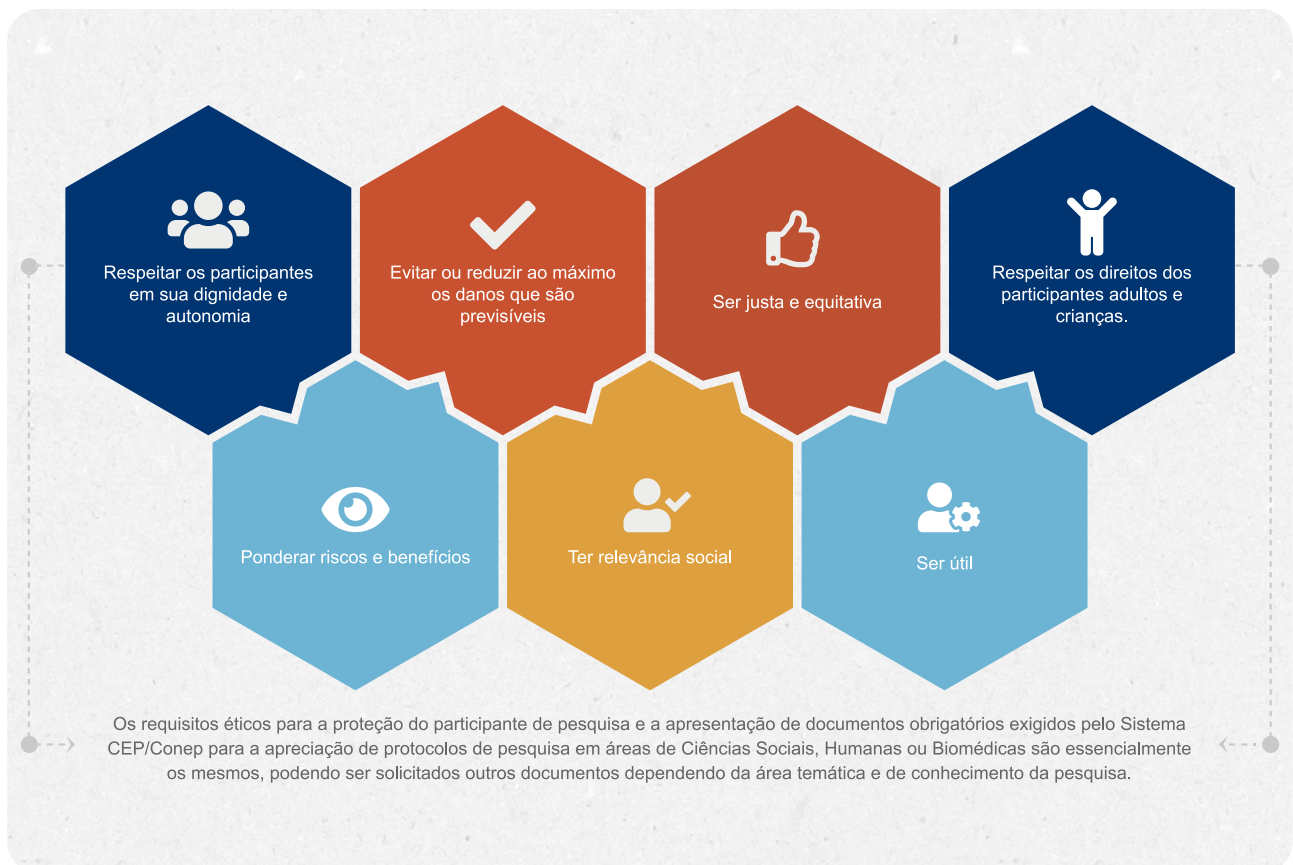 Respeitar os participantes
em sua dignidade e
autonomia
Evitar ou reduzir ao máximo
os danos que são
previsíveis
Ser justa e equitativa
Respeitar os direitos dos
participantes adultos e
crianças.
Ponderar riscos e benefícios
Ter relevância social
Ser útil
Os requisitos éticos para a proteção do participante de pesquisa e a apresentação de documentos obrigatórios exigidos pelo Sistema
CEP/Conep para a apreciação de protocolos de pesquisa em áreas de Ciências Sociais, Humanas ou Biomédicas são essencialmente
os mesmos, podendo ser solicitados outros documentos dependendo da área temática e de conhecimento da pesquisa.